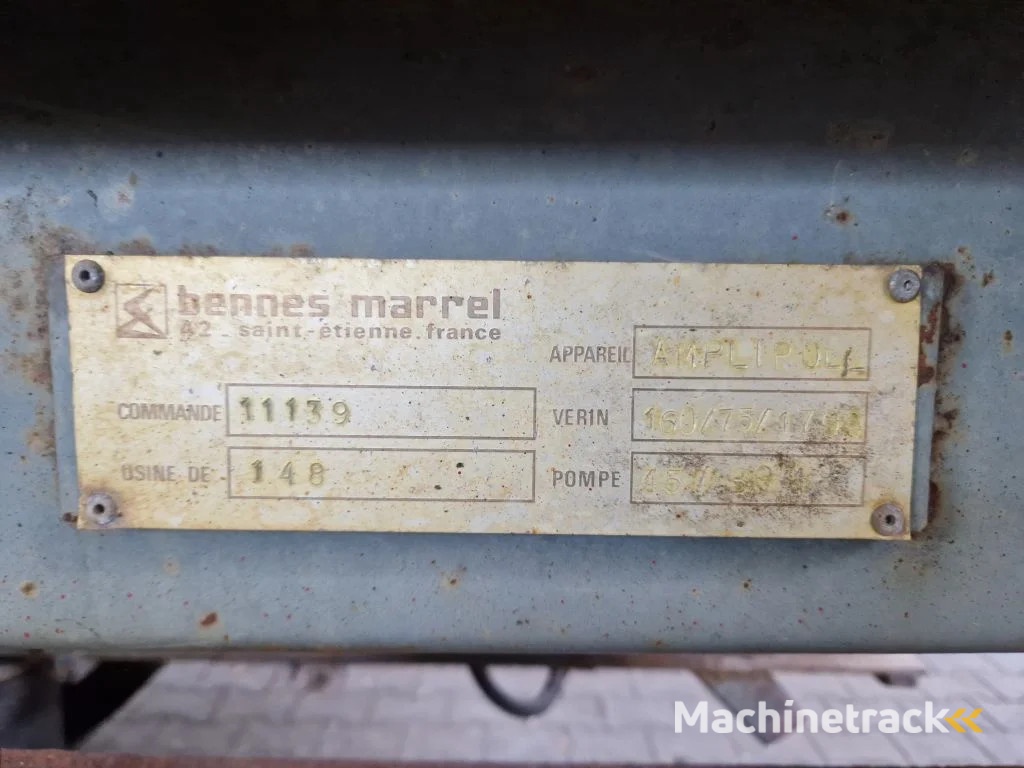 bennes marrel
42 _ saint-étienne.france
APPAREIL AMPLIROLL
COMMANDE 11139
VERIN
USINE DE 148
POMPE
Machinetrack